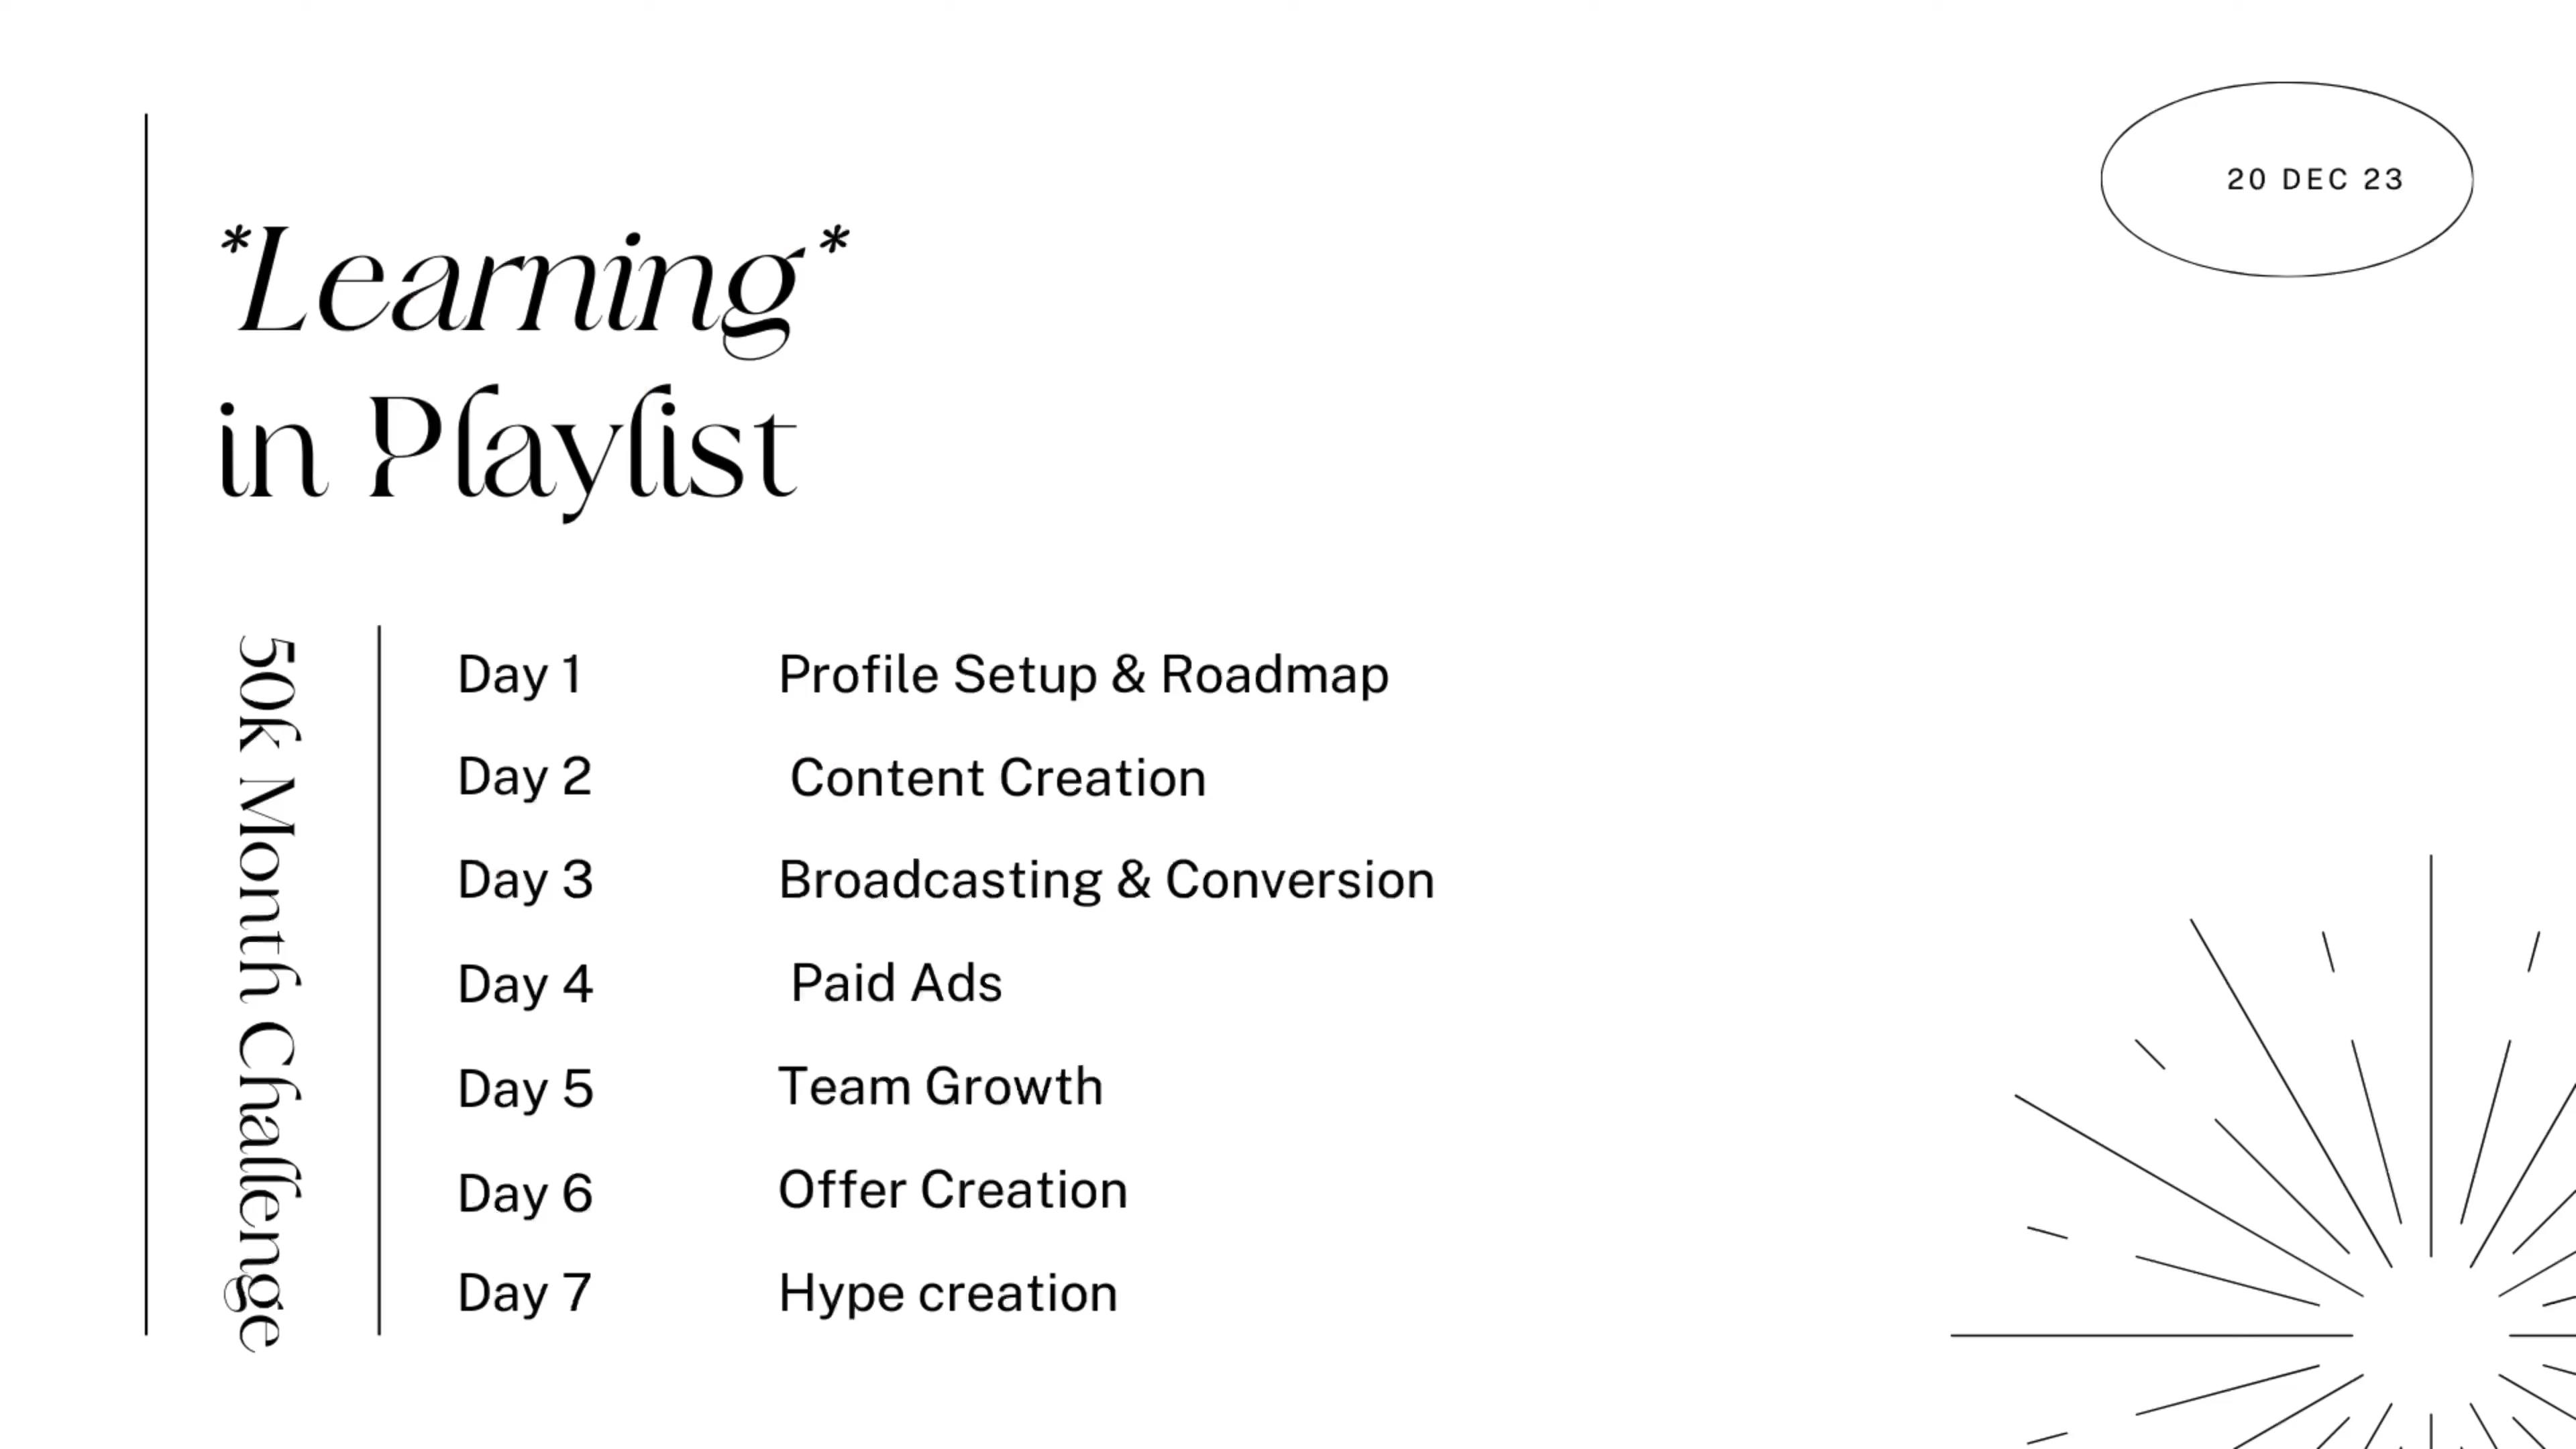 20 DEC 23
*Learning*
in Playlist
50k Month Challenge
Day 1 Profile Setup & Roadmap
Day 2 Content Creation
Day 3 Broadcasting & Conversion
Day 4 Paid Ads
Day 5 Team Growth
Day 6 Offer Creation
Day 7 Hype creation